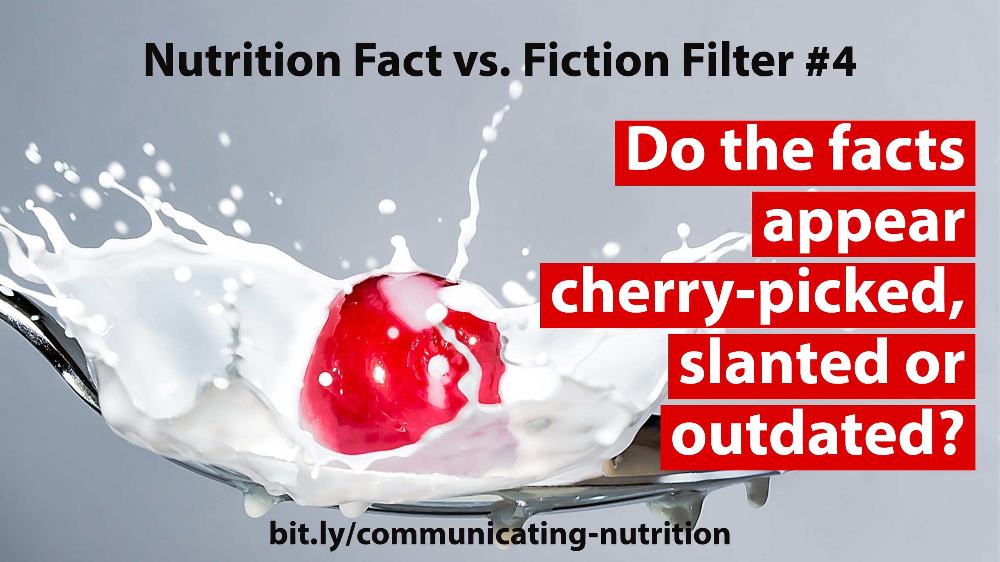 Nutrition Fact vs. Fiction Filter #4
Do the facts
appear
cherry-picked,
slanted or
outdated?
bit.ly/communicating-nutrition